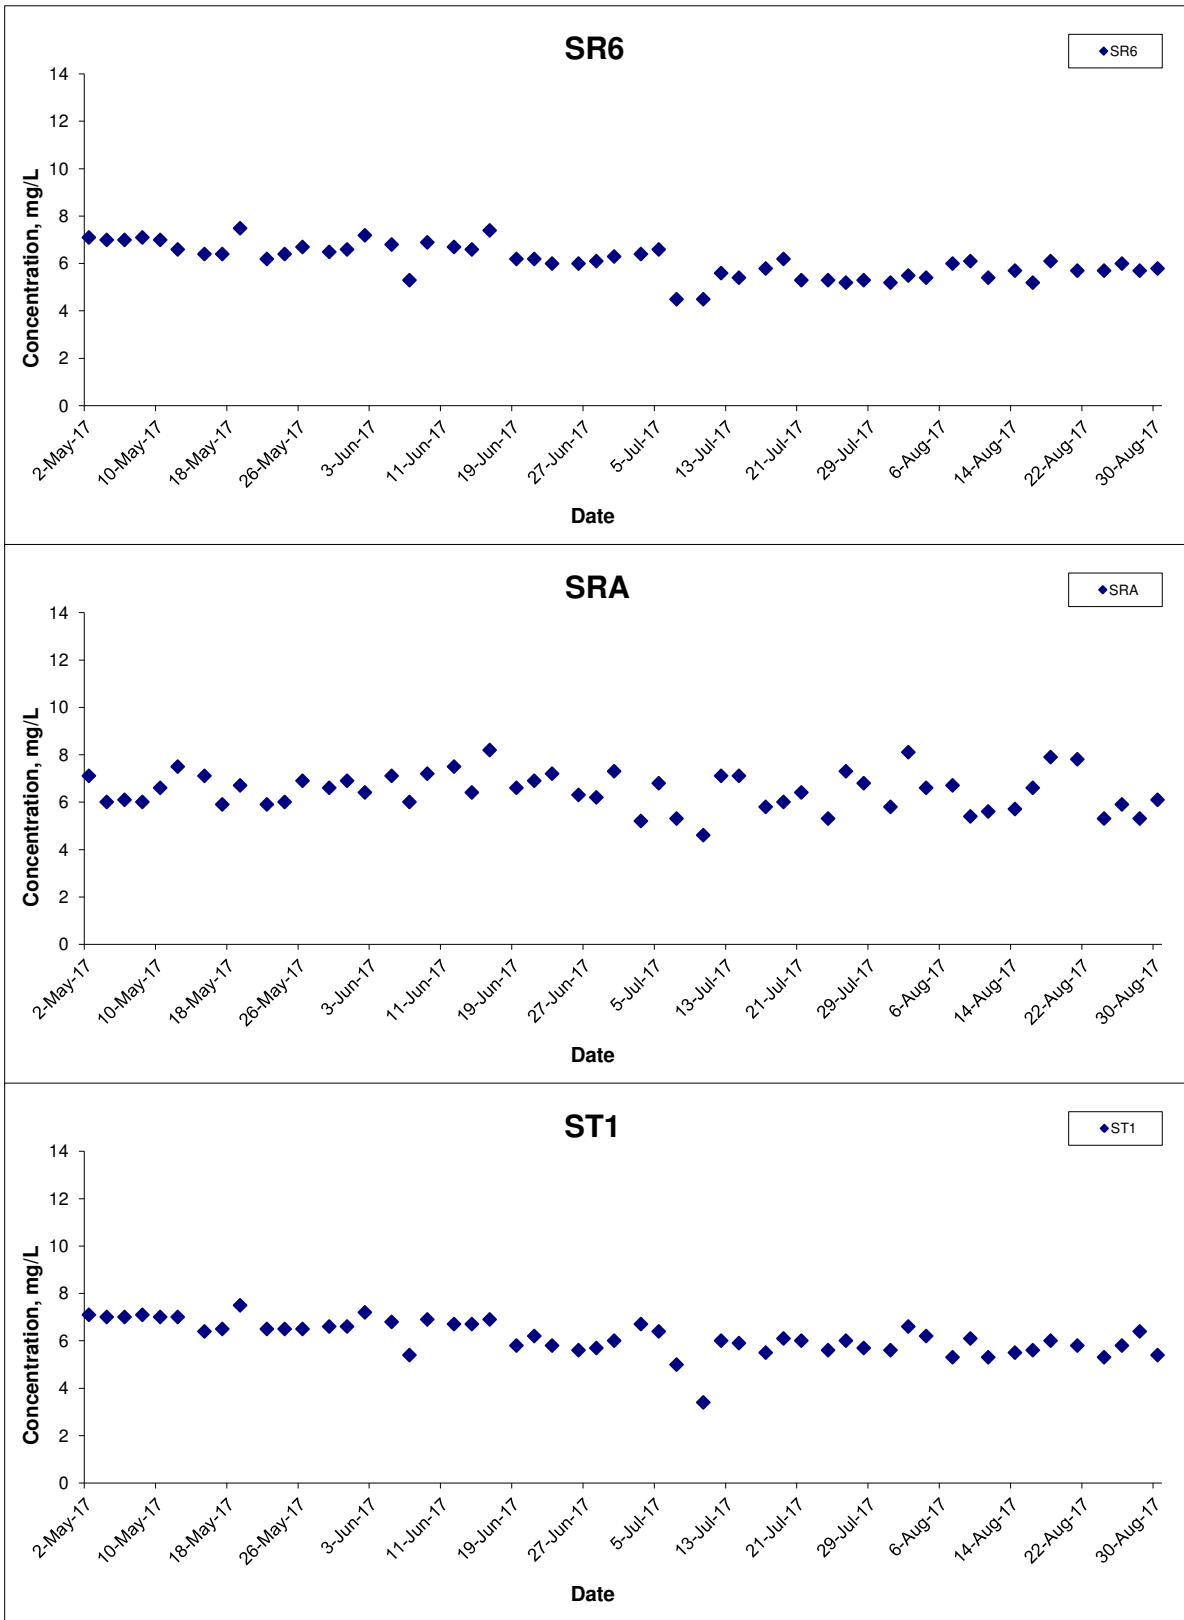 SR6
SR6
14
12
10
8
6
4
2
0
Concentration, mg/L
2-May-17 10-May-17 18-May-17 26-May-17 3-Jun-17 11-Jun-17 19-Jun-17 27-Jun-17 5-Jul-17 13-Jul-17 21-Jul-17 29-Jul-17 6-Aug-17 14-Aug-17 22-Aug-17 30-Aug-17
Date
SRA
SRA
14
12
10
8
6
4
2
0
Concentration, mg/L
2-May-17 10-May-17 18-May-17 26-May-17 3-Jun-17 11-Jun-17 19-Jun-17 27-Jun-17 5-Jul-17 13-Jul-17 21-Jul-17 29-Jul-17 6-Aug-17 14-Aug-17 22-Aug-17 30-Aug-17
Date
ST1
ST1
14
12
10
8
6
4
2
0
Concentration, mg/L
2-May-17 10-May-17 18-May-17 26-May-17 3-Jun-17 11-Jun-17 19-Jun-17 27-Jun-17 5-Jul-17 13-Jul-17 21-Jul-17 29-Jul-17 6-Aug-17 14-Aug-17 22-Aug-17 30-Aug-17
Date